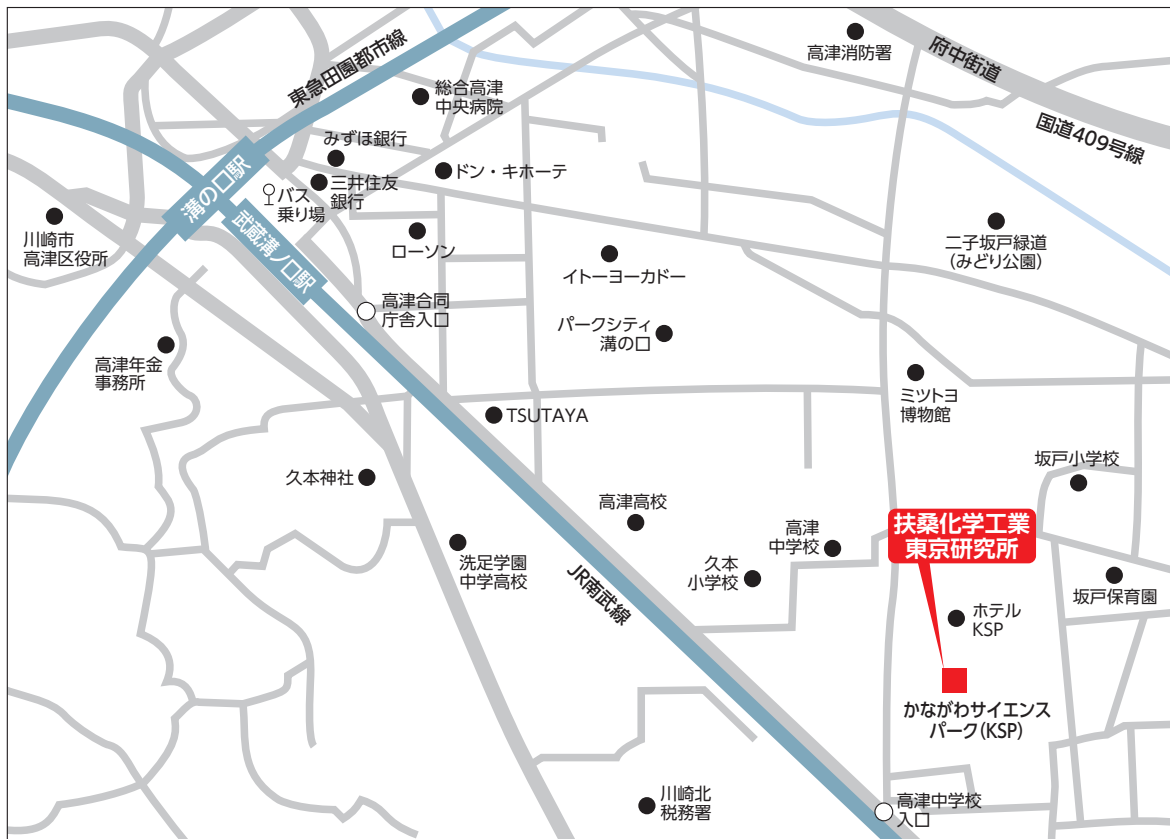 高津消防署
府中街道
国道409号線
東急田園都市線
総合高津
中央病院
みずほ銀行
ドン・キホーテ
三井住友
銀行
バス
乗り場
溝の口駅
武蔵溝ノ口駅
川崎市
高津区役所
ローソン
イトーヨーカドー
二子坂戸緑道
(みどり公園)
高津合同
庁舎入口
パークシティ
溝の口
高津年金
事務所
ミツトヨ
博物館
TSUTAYA
久本神社
坂戸小学校
高津高校
扶桑化学工業
東京研究所
高津
中学校
洗足学園
中学高校
久本
小学校
JR南武線
坂戸保育園
ホテル
KSP
かながわサイエンス
パーク(KSP)
川崎北
税務署
高津中学校
入口